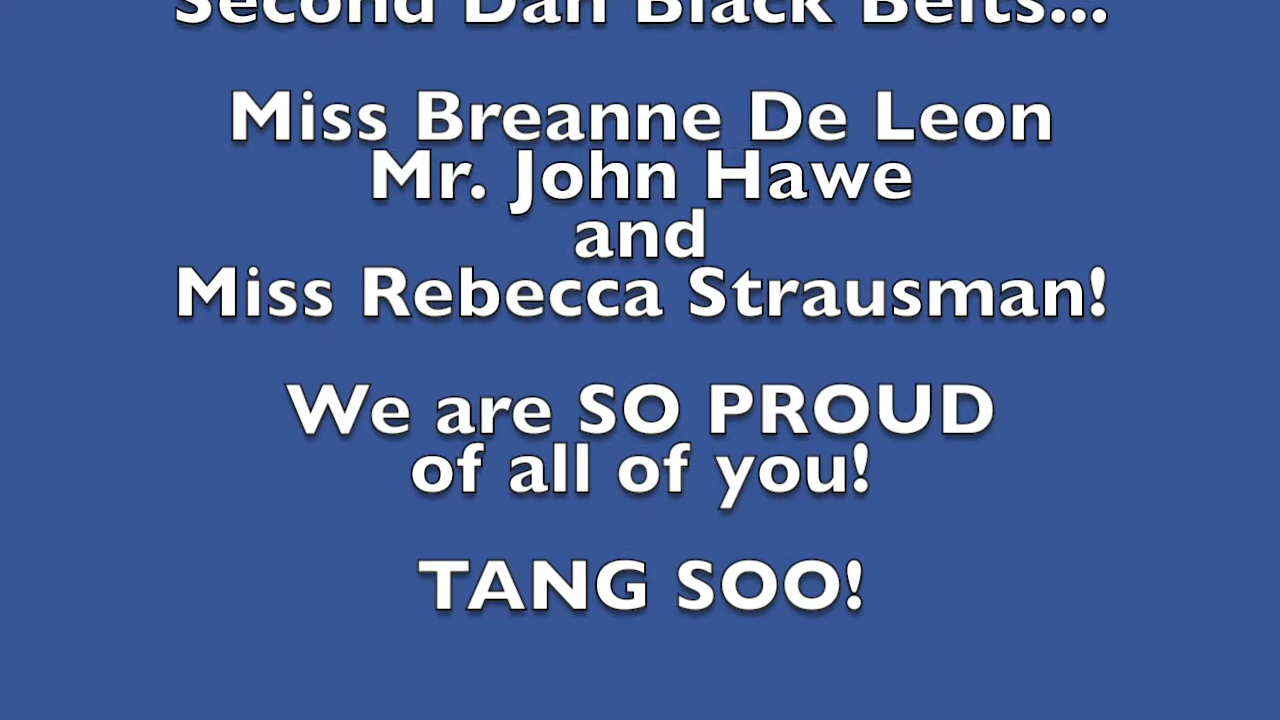 Second Dan Black Belts...
Miss Breanne De Leon
Mr. John Hawe
and
Miss Rebecca Strausman!
We are SO PROUD
of all of you!
TANG SOO!